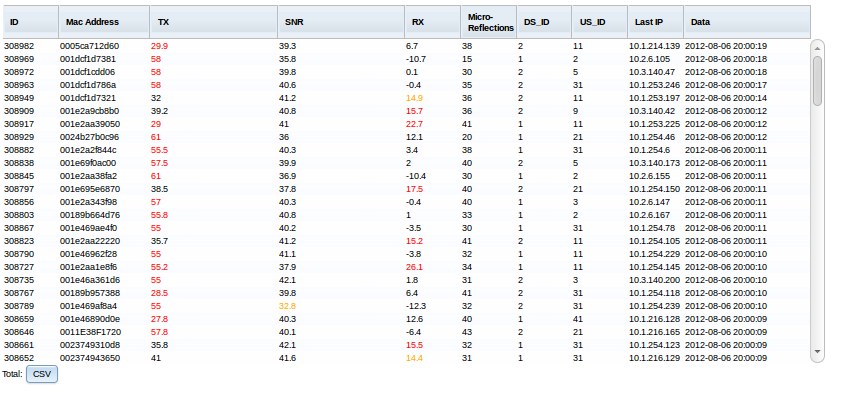 ID Mac Address TX SNR RX Micro-Reflections DS_ID US_ID Last IP Data
308982 0005ca712d60 29.9 39.3 6.7 38 2 11 10.1.214.139 2012-08-06 20:00:19
308969 001dcf1d7381 58 35.8 -10.7 15 1 2 10.2.6.105 2012-08-06 20:00:18
308972 001dcf1cdd06 58 39.8 0.1 30 2 5 10.3.140.47 2012-08-06 20:00:18
308963 001dcf1d786a 58 40.6 -0.4 35 2 31 10.1.253.246 2012-08-06 20:00:17
308949 001dcf1d7321 32 41.2 14.9 36 2 11 10.1.253.197 2012-08-06 20:00:14
308909 001e2a9cb8b0 39.2 40.8 15.7 36 2 9 10.3.140.42 2012-08-06 20:00:12
308917 001e2aa39050 29 41 22.7 41 1 11 10.1.253.225 2012-08-06 20:00:12
308929 0024b27b0c96 61 36 12.1 20 1 21 10.1.254.46 2012-08-06 20:00:12
308882 001e2a2f844c 55.5 40.3 3.4 38 1 31 10.1.254.6 2012-08-06 20:00:11
308838 001e69f0ac00 57.5 39.9 2 40 2 5 10.3.140.173 2012-08-06 20:00:11
308845 001e2aa38fa2 61 36.9 -10.4 30 1 2 10.2.6.155 2012-08-06 20:00:11
308797 001e695e6870 38.5 37.8 17.5 40 2 21 10.1.254.150 2012-08-06 20:00:11
308856 001e2a343f98 57 40.3 -0.4 40 1 3 10.2.6.147 2012-08-06 20:00:11
308803 00189b664d76 55.8 40.8 1 33 1 2 10.2.6.167 2012-08-06 20:00:11
308867 001e469ae4f0 55 40.2 -3.5 30 1 31 10.1.254.78 2012-08-06 20:00:11
308823 001e2aa22220 35.7 41.2 15.2 41 2 11 10.1.254.105 2012-08-06 20:00:11
308790 001e46962f28 55 41.1 -3.8 32 1 11 10.1.254.229 2012-08-06 20:00:10
308727 001e2aa1e8f6 55.2 37.9 26.1 34 1 11 10.1.254.145 2012-08-06 20:00:10
308735 001e46a361d6 55 42.1 1.8 31 2 3 10.3.140.200 2012-08-06 20:00:10
308767 00189b957388 28.5 39.8 6.4 41 2 31 10.1.254.118 2012-08-06 20:00:10
308789 001e469af8a4 55 32.8 -12.3 32 2 31 10.1.254.239 2012-08-06 20:00:10
308659 001e46890d0e 27.8 40.3 12.6 40 1 41 10.1.216.128 2012-08-06 20:00:09
308646 0011E38F1720 57.8 40.1 -6.4 43 2 21 10.1.216.165 2012-08-06 20:00:09
308661 0023749310d8 35.8 42.1 15.5 32 1 31 10.1.254.123 2012-08-06 20:00:09
308652 002374943650 41 41.6 14.4 31 1 31 10.1.216.129 2012-08-06 20:00:09
Total: CSV